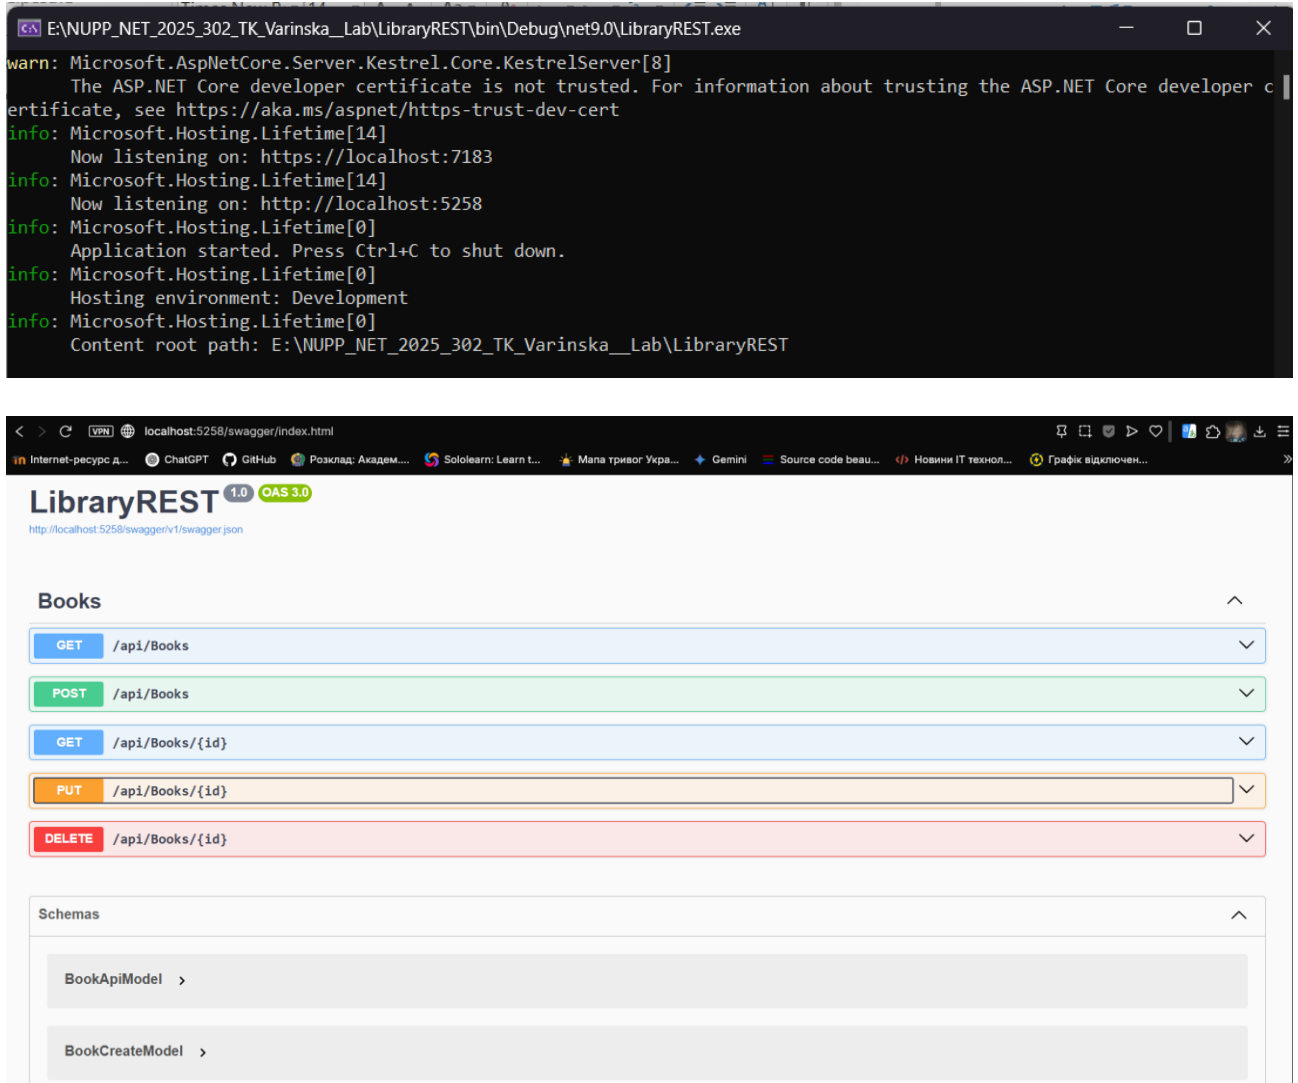 E:\NUPP_NET_2025_302_TK_Varinska__Lab\LibraryREST\bin\Debug\net9.0\LibraryREST.exe
warn: Microsoft.AspNetCore.Server.Kestrel.Core.KestrelServer[8]
The ASP.NET Core developer certificate is not trusted. For information about trusting the ASP.NET Core developer c
ertificate, see https://aka.ms/aspnet/https-trust-dev-cert
info: Microsoft.Hosting.Lifetime[14]
Now listening on: https://localhost:7183
info: Microsoft.Hosting.Lifetime[14]
Now listening on: http://localhost:5258
info: Microsoft.Hosting.Lifetime[0]
Application started. Press Ctrl+C to shut down.
info: Microsoft.Hosting.Lifetime[0]
Hosting environment: Development
info: Microsoft.Hosting.Lifetime[0]
Content root path: E:\NUPP_NET_2025_302_TK_Varinska__Lab\LibraryREST
VPN localhost:5258/swagger/index.html
Internet-ресурс д... ChatGPT GitHub Розклад: Академ.... Sololearn: Learn t... Мапа тривог Укра... Gemini Source code beau... Новини ІТ технол... Графік відключен...
LibraryREST 1.0 OAS 3.0
http://localhost:5258/swagger/v1/swagger.json
Books
GET /api/Books
POST /api/Books
GET /api/Books/{id}
PUT /api/Books/{id}
DELETE /api/Books/{id}
Schemas
BookApiModel
BookCreateModel